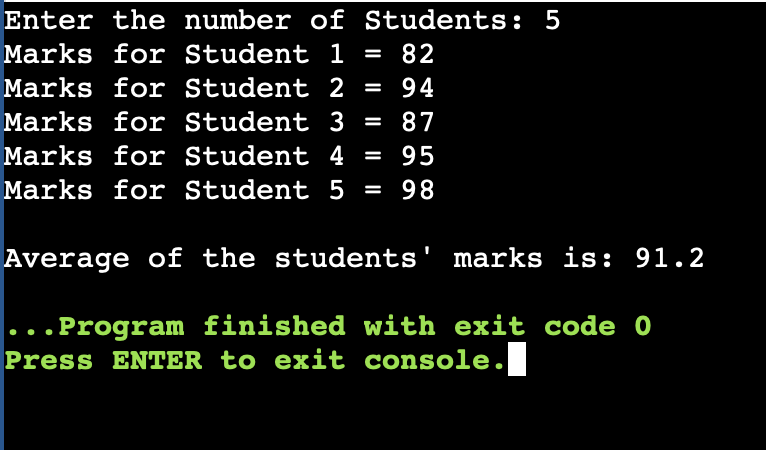 Enter the number of Students: 5
Marks for Student 1 = 82
Marks for Student 2 = 94
Marks for Student 3 = 87
Marks for Student 4 = 95
Marks for Student 5 = 98
Average of the students' marks is: 91.2
...Program finished with exit code 0
Press ENTER to exit console.